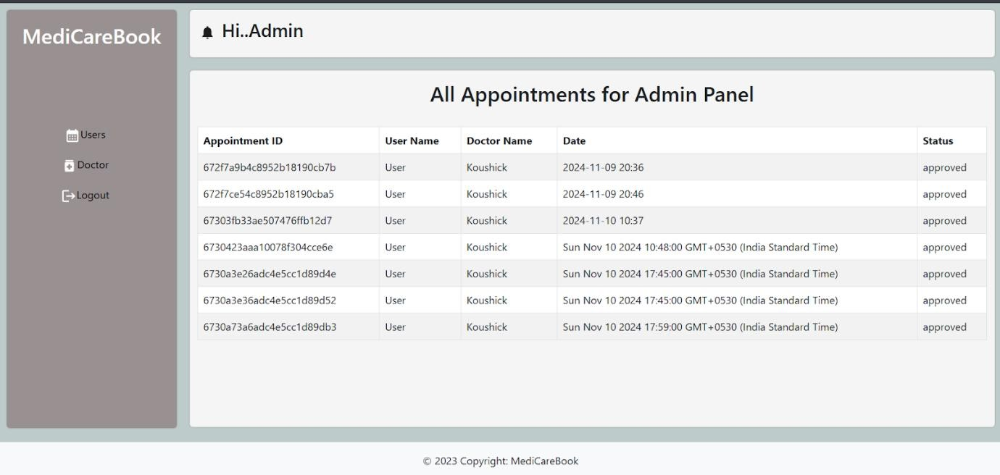 MediCareBook
Users
Doctor
Logout
Hi..Admin
All Appointments for Admin Panel
Appointment ID User Name Doctor Name Date Status
672f7a9b4c8952b18190cb7b User Koushick 2024-11-09 20:36 approved
672f7ce54c8952b18190cba5 User Koushick 2024-11-09 20:46 approved
67303fb33ae507476ffb12d7 User Koushick 2024-11-10 10:37 approved
6730423aaa10078f304cce6e User Koushick Sun Nov 10 2024 10:48:00 GMT+0530 (India Standard Time) approved
6730a3e26adc4e5cc1d89d4e User Koushick Sun Nov 10 2024 17:45:00 GMT+0530 (India Standard Time) approved
6730a3e36adc4e5cc1d89d52 User Koushick Sun Nov 10 2024 17:45:00 GMT+0530 (India Standard Time) approved
6730a73a6adc4e5cc1d89db3 User Koushick Sun Nov 10 2024 17:59:00 GMT+0530 (India Standard Time) approved
© 2023 Copyright: MediCareBook